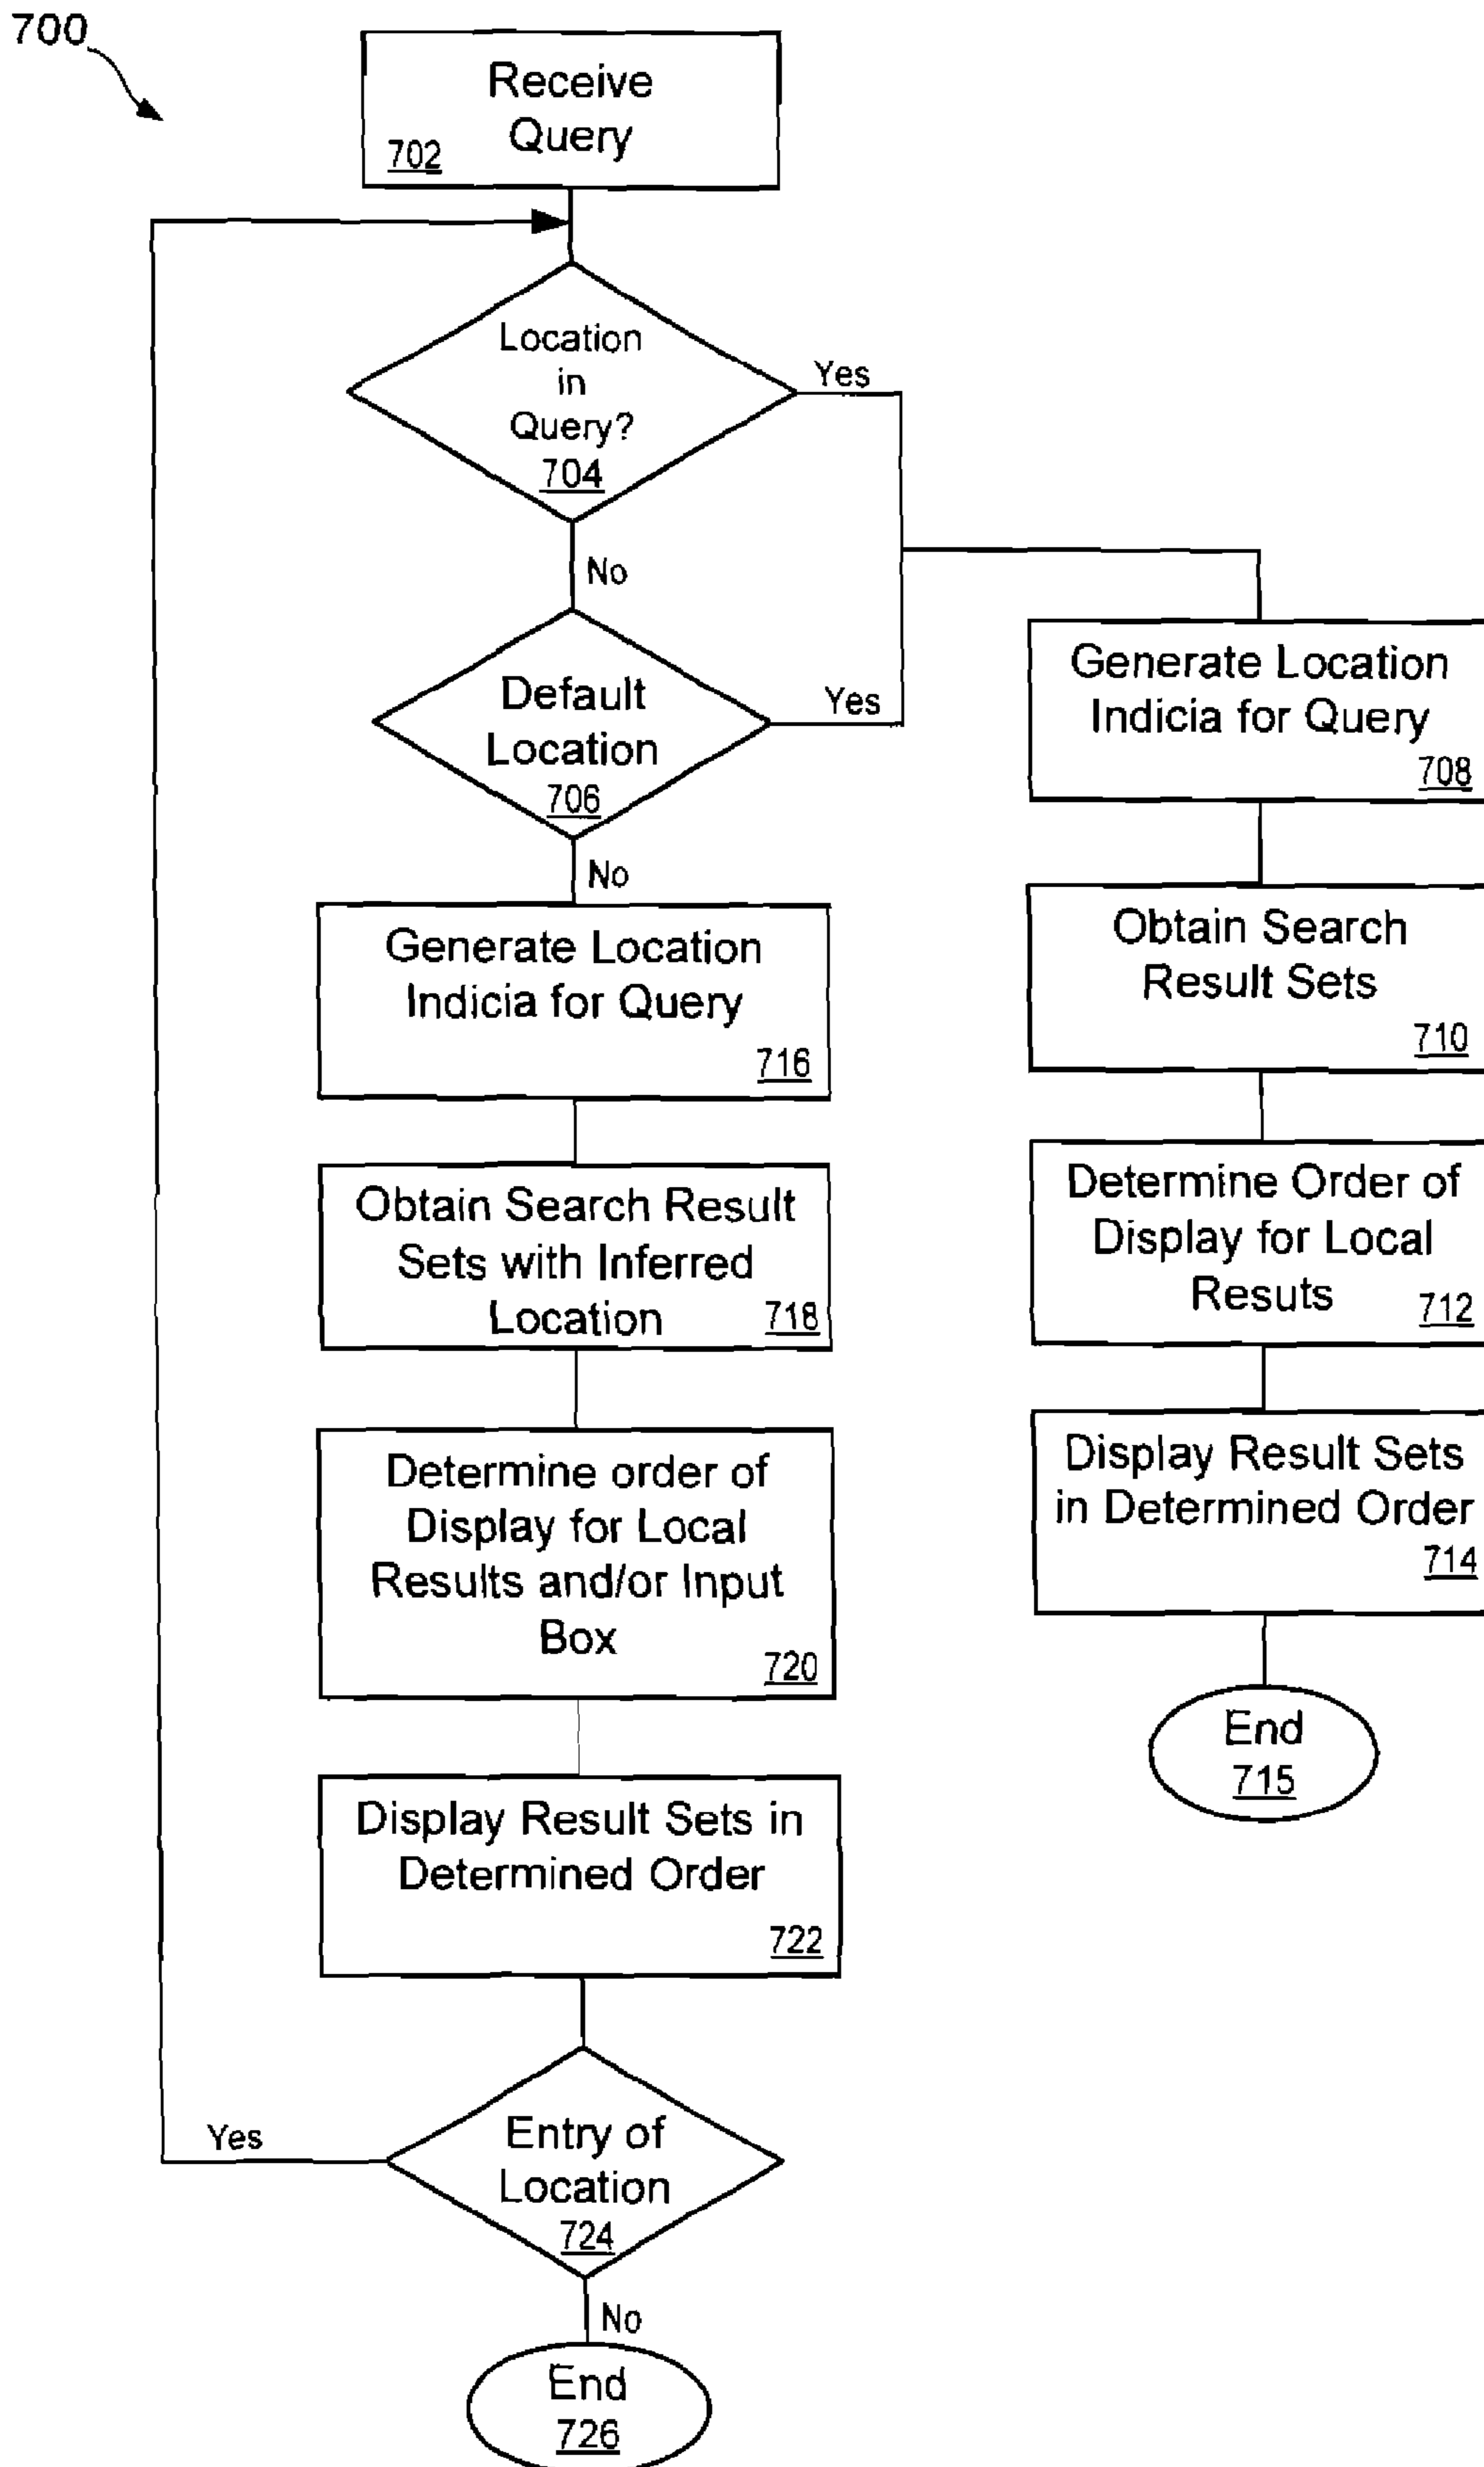 700
Receive
Query
702
Location
in
Query?
704
Yes
No
Default
Location
706
Yes
No
Generate Location
Indicia for Query
716
Obtain Search Result
Sets with Inferred
Location
718
Determine order of
Display for Local
Results and/or Input
Box
720
Display Result Sets in
Determined Order
722
Entry of
Location
724
Yes
No
End
726
Generate Location
Indicia for Query
708
Obtain Search
Result Sets
710
Determine Order of
Display for Local
Resuts
712
Display Result Sets
in Determined Order
714
End
715